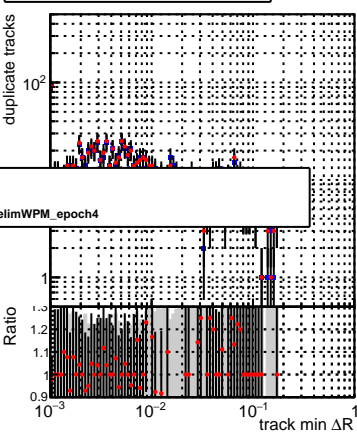 duplicate tracks
10²
elimWPM_epoch4
1
Ratio
1.3
1.2
1.1
1
0.9
10⁻³
10⁻²
10⁻¹
1
track min ΔR